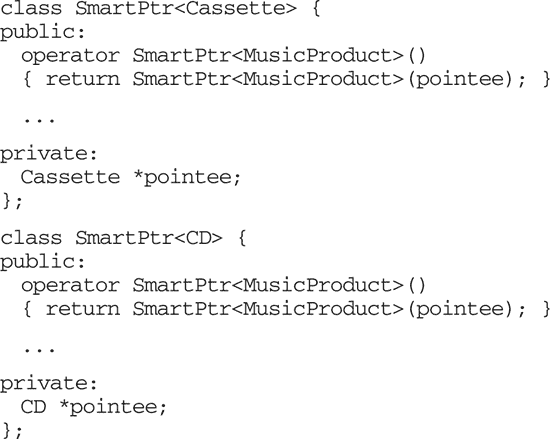 class SmartPtr<Cassette> {
public:
  operator SmartPtr<MusicProduct>()
  { return SmartPtr<MusicProduct>(pointee); }
  ...
private:
  Cassette *pointee;
};
class SmartPtr<CD> {
public:
  operator SmartPtr<MusicProduct>()
  { return SmartPtr<MusicProduct>(pointee); }
  ...
private:
  CD *pointee;
};